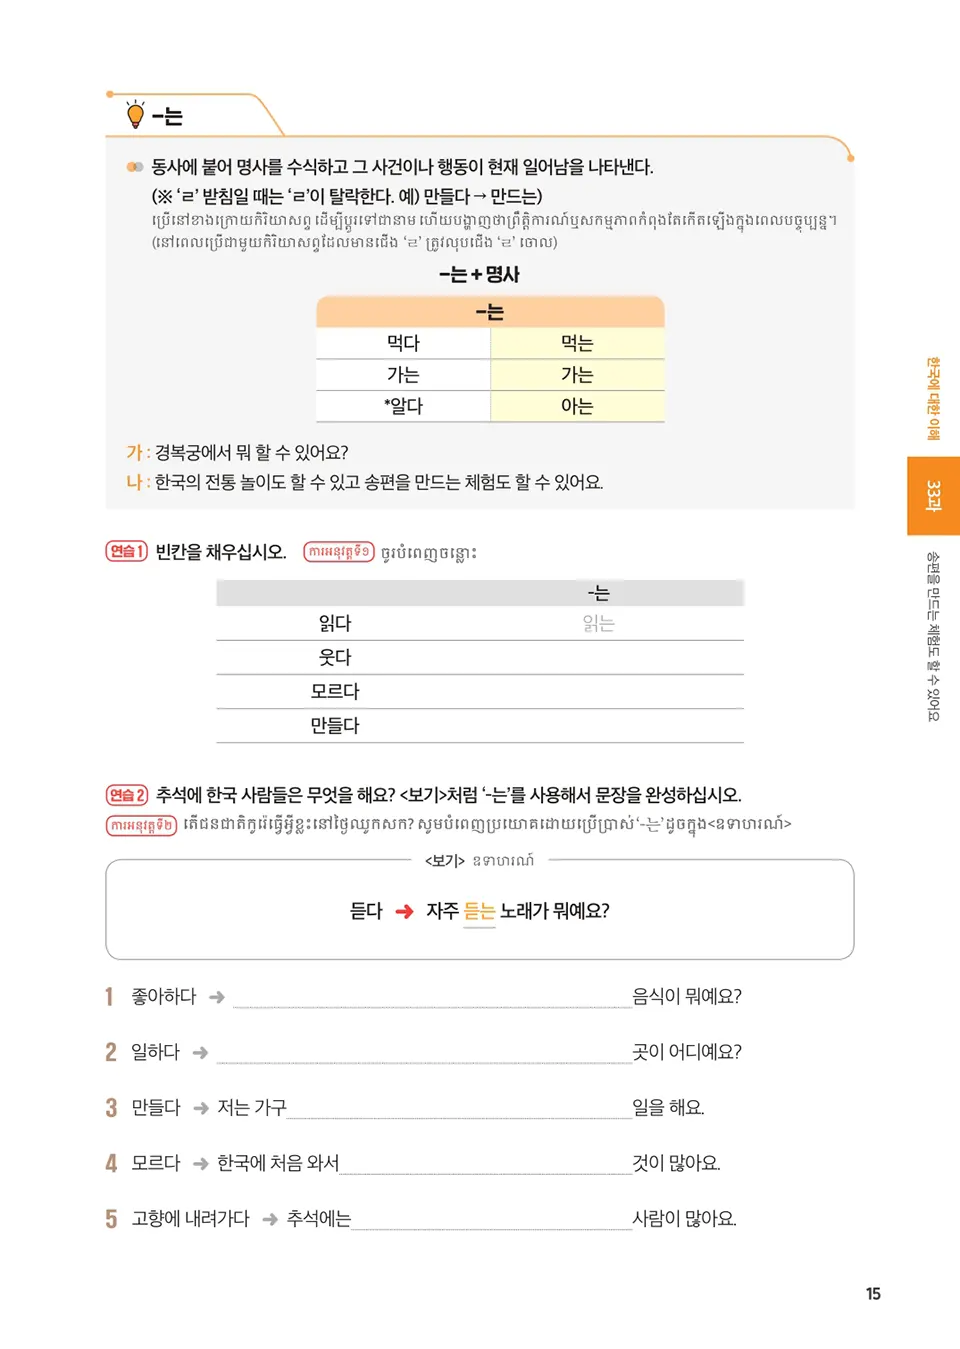 -는
동사에 붙어 명사를 수식하고 그 사건이나 행동이 현재 일어남을 나타낸다.
(※ ‘ㄹ’ 받침일 때는 ‘ㄹ’이 탈락한다. 예) 만들다 → 만드는)
ប្រើនៅខាងក្រោយកិរិយាសព្ទ ដើម្បីប្តូរទៅជានាម ហើយបង្ហាញថាព្រឹត្តិការណ៍ឬសកម្មភាពកំពុងតែកើតឡើងក្នុងពេលបច្ចុប្បន្ន។
(នៅពេលប្រើជាមួយកិរិយាសព្ទដែលមានជើង ‘ㄹ’ ត្រូវលុបជើង ‘ㄹ’ ចោល)
-는 + 명사
-는
먹다 먹는
가는 가는
*알다 아는
가 : 경복궁에서 뭐 할 수 있어요?
나 : 한국의 전통 놀이도 할 수 있고 송편을 만드는 체험도 할 수 있어요.
연습 1 빈칸을 채우십시오. ការអនុវត្តទី១ ចូរបំពេញចន្លោះ
-는
읽다 읽는
웃다
모르다
만들다
연습 2 추석에 한국 사람들은 무엇을 해요? <보기>처럼 ‘-는’를 사용해서 문장을 완성하십시오.
ការអនុវត្តទី២ តើជនជាតិកូរ៉េធ្វើអ្វីខ្លះនៅថ្ងៃឈូកសក? សូមបំពេញប្រយោគដោយប្រើប្រាស់‘-는’ដូចក្នុង<ឧទាហរណ៍>
<보기> ឧទាហរណ៍
듣다 ➜ 자주 듣는 노래가 뭐예요?
1 좋아하다 ➜ 음식이 뭐예요?
2 일하다 ➜ 곳이 어디예요?
3 만들다 ➜ 저는 가구 일을 해요.
4 모르다 ➜ 한국에 처음 와서 것이 많아요.
5 고향에 내려가다 ➜ 추석에는 사람이 많아요.
한국에 대한 이해
33과
송편을 만드는 체험도 할 수 있어요
15